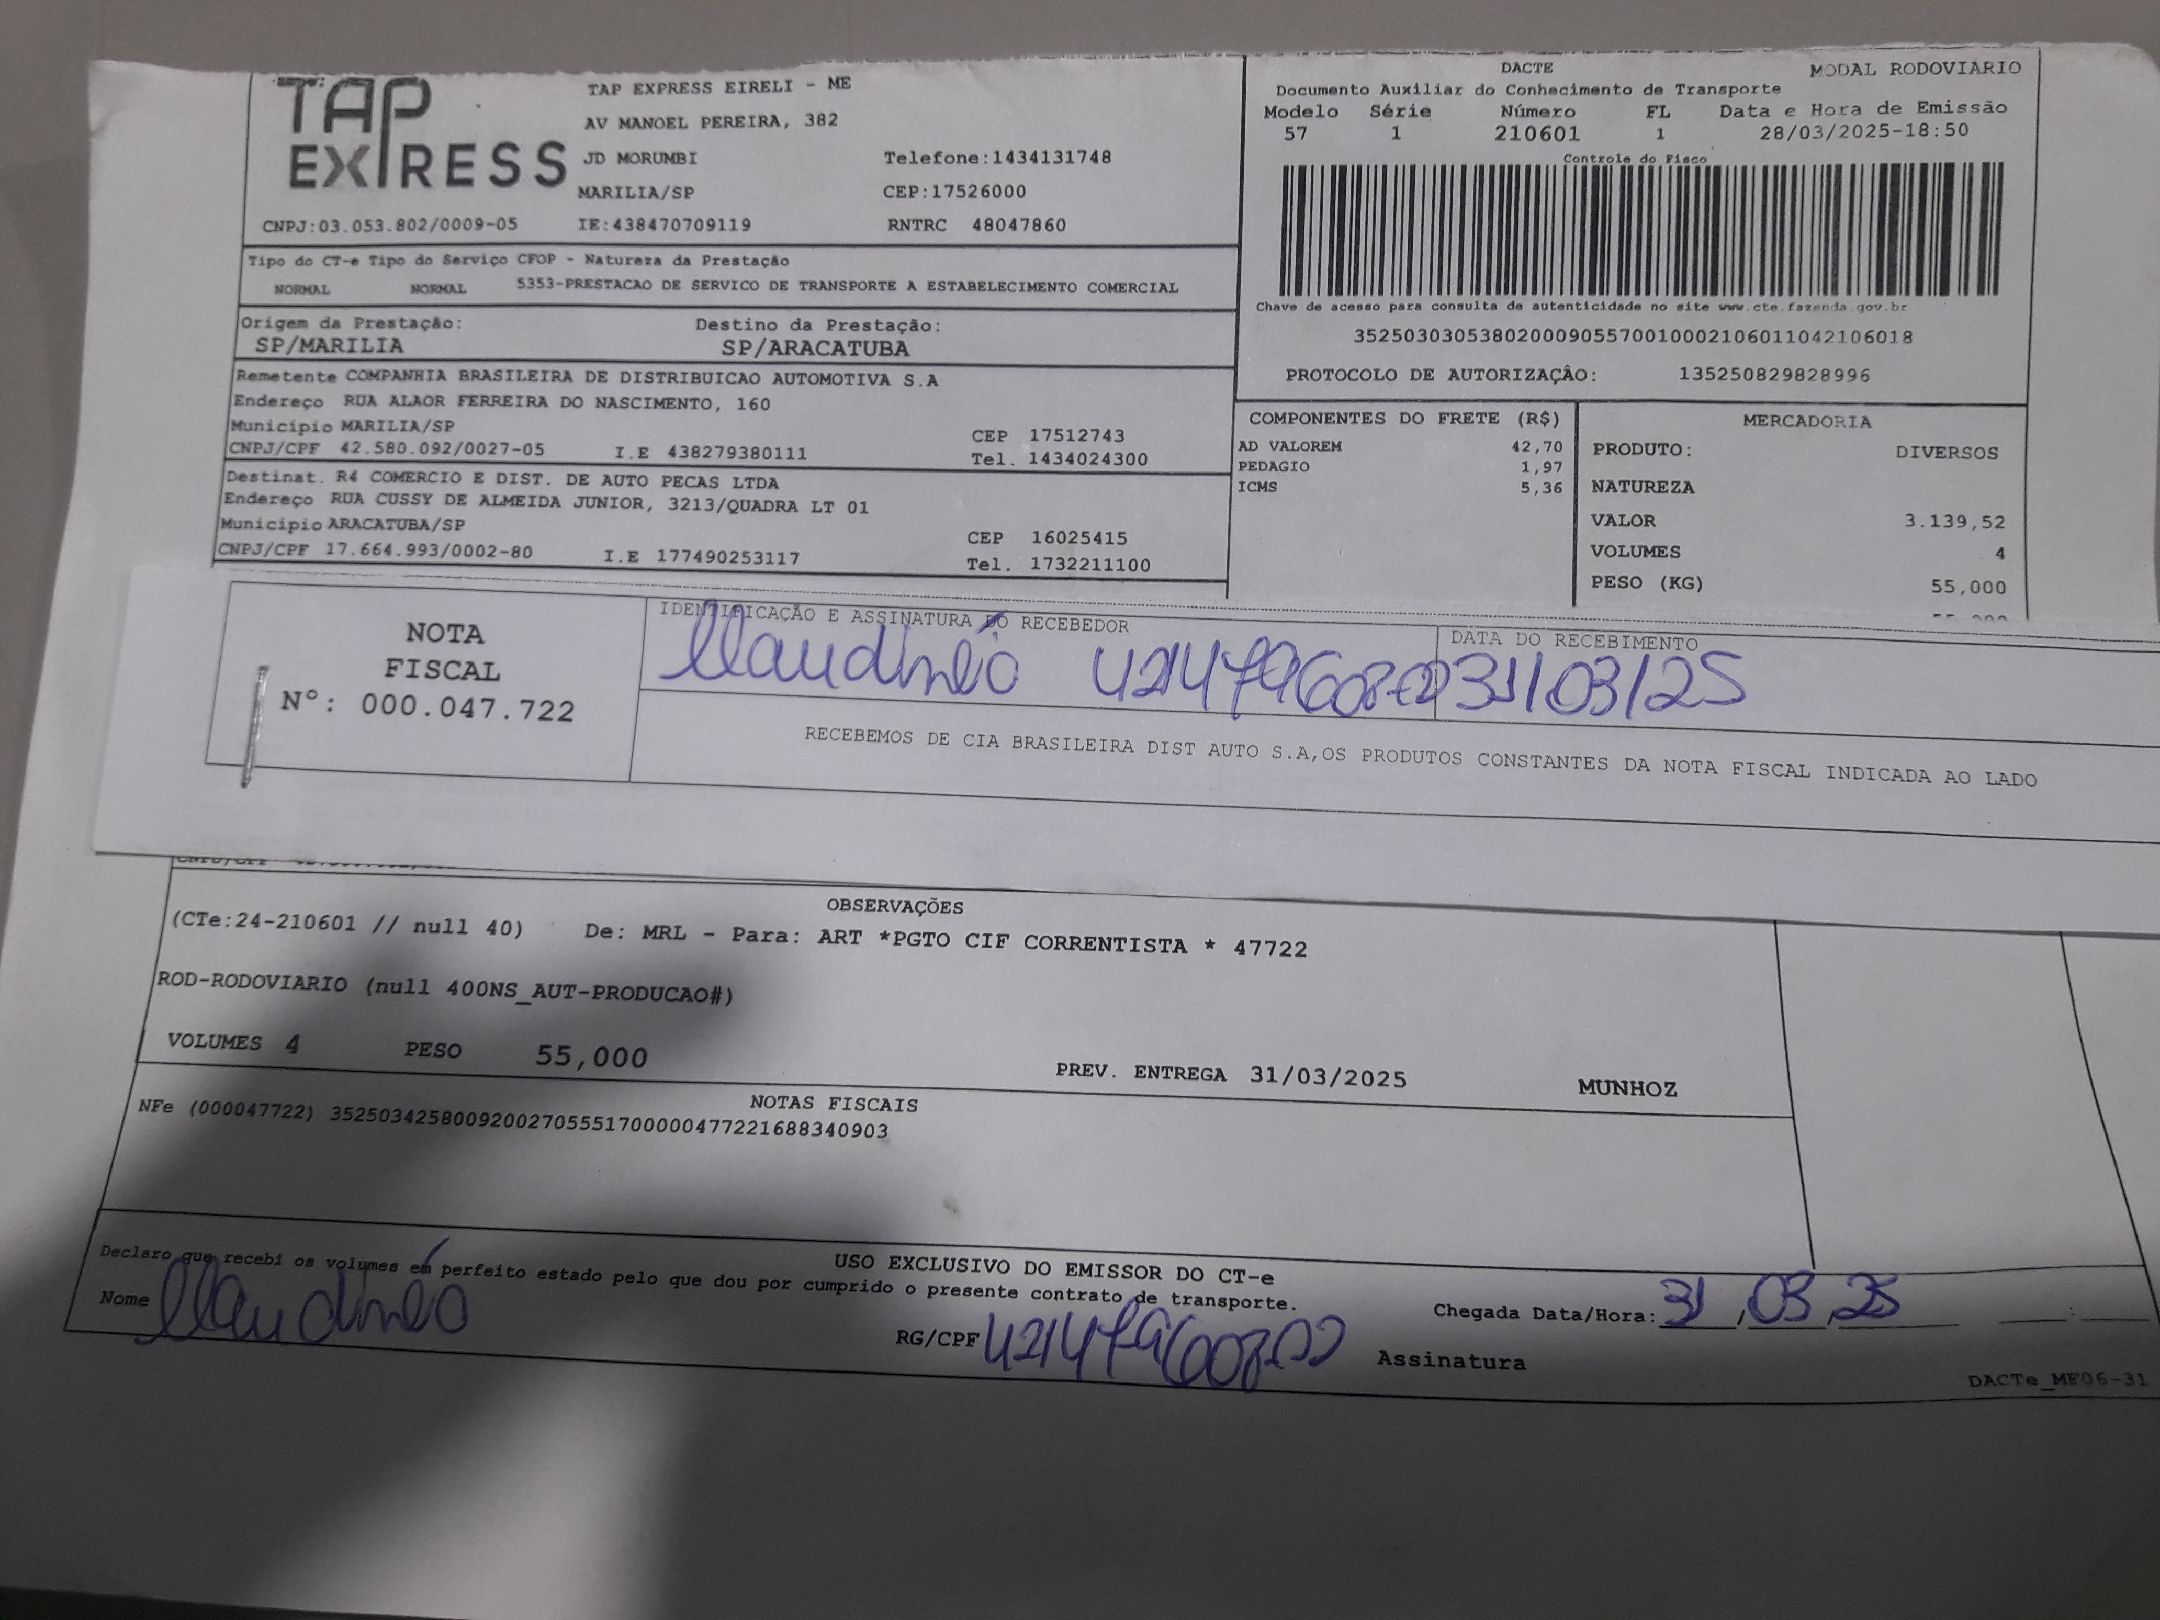 TAP EXPRESS
TAP EXPRESS EIRELI - ME
AV MANOEL PEREIRA, 382
JD MORUMBI Telefone:1434131748
MARILIA/SP CEP:17526000
CNPJ:03.053.802/0009-05 IE:438470709119 RNTRC 48047860
DACTE MODAL RODOVIÁRIO
Documento Auxiliar do Conhecimento de Transporte
Modelo Série Número FL Data e Hora de Emissão
57 1 210601 1 28/03/2025-18:50
Controle do Fisco
Chave de acesso para consulta de autenticidade no site www.cte.fazenda.gov.br
35250303053802000905570010002106011042106018
PROTOCOLO DE AUTORIZAÇÂO: 135250829828996
Tipo do CT-e Tipo do Serviço CFOP - Natureza da Prestação
NORMAL NORMAL 5353-PRESTACAO DE SERVICO DE TRANSPORTE A ESTABELECIMENTO COMERCIAL
Origem da Prestação: Destino da Prestação:
SP/MARILIA SP/ARACATUBA
Remetente COMPANHIA BRASILEIRA DE DISTRIBUICAO AUTOMOTIVA S.A
Endereço RUA ALAOR FERREIRA DO NASCIMENTO, 160
Município MARILIA/SP CEP 17512743
CNPJ/CPF 42.580.092/0027-05 I.E 438279380111 Tel. 1434024300
Destinat. R4 COMERCIO E DIST. DE AUTO PECAS LTDA
Endereço RUA CUSSY DE ALMEIDA JUNIOR, 3213/QUADRA LT 01
Município ARACATUBA/SP CEP 16025415
CNPJ/CPF 17.664.993/0002-80 I.E 177490253117 Tel. 1732211100
COMPONENTES DO FRETE (R$)
AD VALOREM 42,70
PEDAGIO 1,97
ICMS 5,36
MERCADORIA
PRODUTO: DIVERSOS
NATUREZA
VALOR 3.139,52
VOLUMES 4
PESO (KG) 55,000
NOTA
FISCAL
Nº: 000.047.722
IDENTIFICAÇÃO E ASSINATURA DO RECEBEDOR DATA DO RECEBIMENTO
Claudinéo 31/03/25
RECEBEMOS DE CIA BRASILEIRA DIST AUTO S.A,OS PRODUTOS CONSTANTES DA NOTA FISCAL INDICADA AO LADO
OBSERVAÇÕES
(CTe:24-210601 // null 40) De: MRL - Para: ART *PGTO CIF CORRENTISTA * 47722
ROD-RODOVIARIO (null 400NS_AUT-PRODUCAO#)
VOLUMES 4 PESO 55,000 PREV. ENTREGA 31/03/2025 MUNHOZ
NOTAS FISCAIS
NFe (000047722) 35250342580092002705551700000477221688340903
USO EXCLUSIVO DO EMISSOR DO CT-e
Declaro que recebi os volumes em perfeito estado pelo que dou por cumprido o presente contrato de transporte.
Nome Claudinéo RG/CPF Assinatura Chegada Data/Hora: 31,03,25 :
DACTe_MF06-31